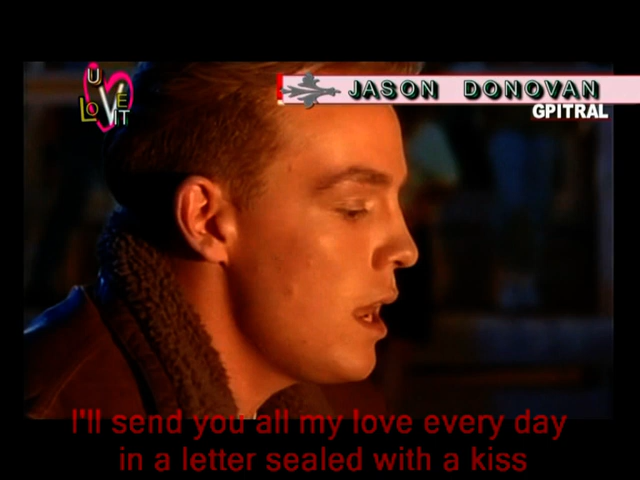 U
LOVE
IT
JASON DONOVAN
GPITRAL
I'll send you all my love every day
in a letter sealed with a kiss